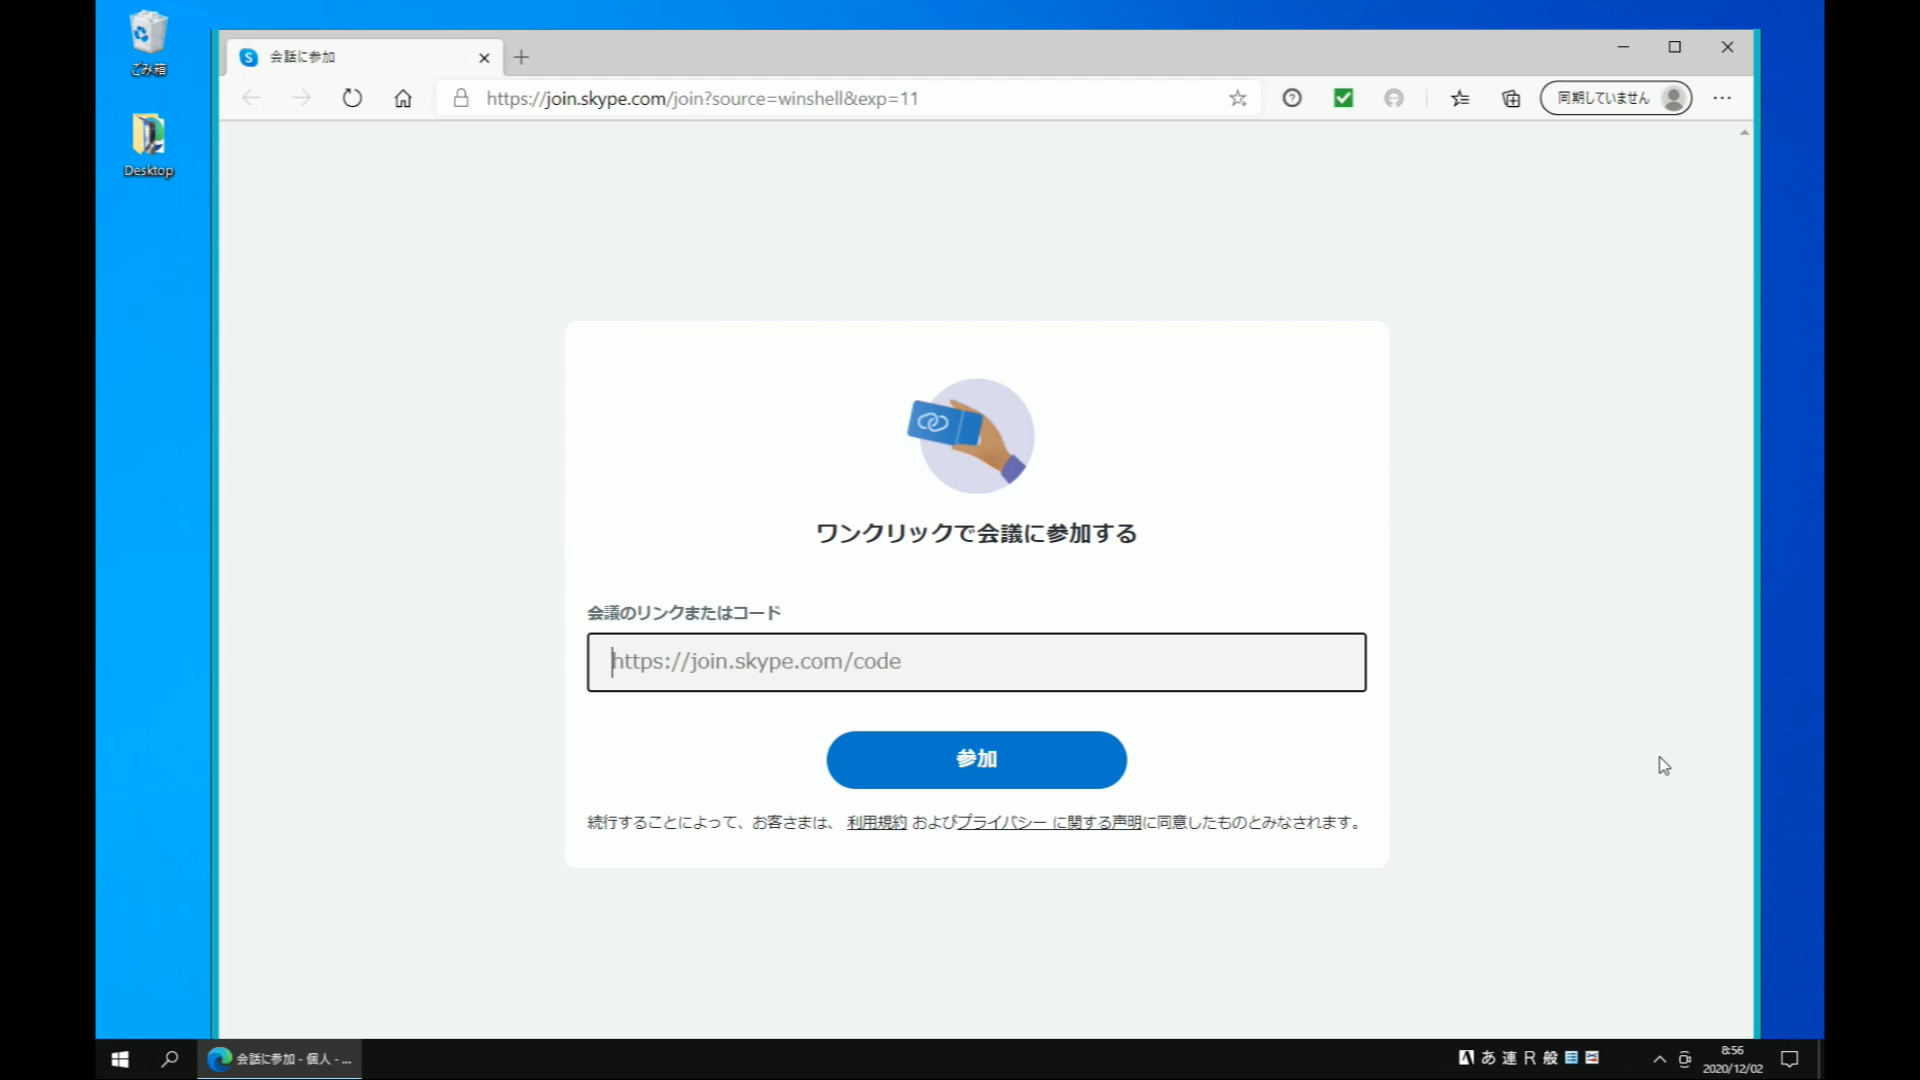 ごみ箱
Desktop
会話に参加
https://join.skype.com/join?source=winshell&exp=11
同期していません
ワンクリックで会議に参加する
会議のリンクまたはコード
https://join.skype.com/code
参加
続行することによって、お客さまは、 利用規約 およびプライバシー に関する声明に同意したものとみなされます。
会話に参加 - 個人 - ...
あ 連 R 般
8:56
2020/12/02